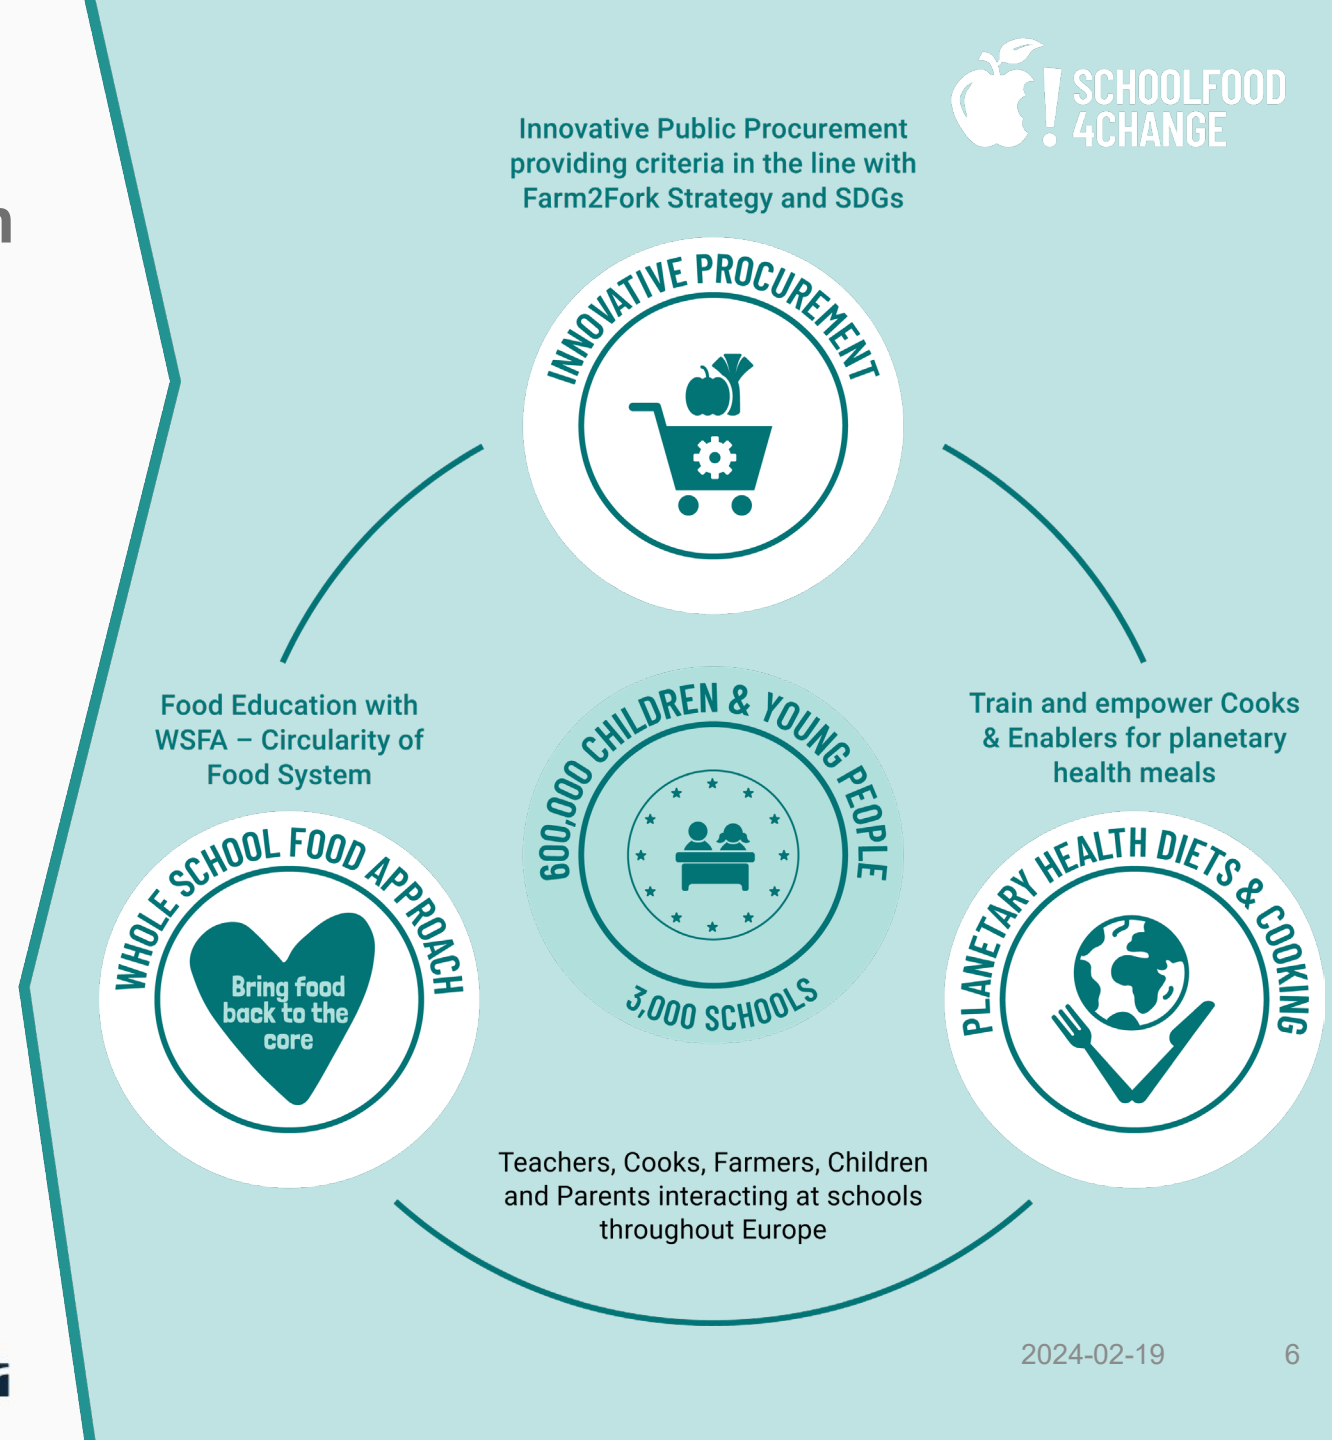 SCHOOLFOOD
4CHANGE
Innovative Public Procurement
providing criteria in the line with
Farm2Fork Strategy and SDGs
INNOVATIVE PROCUREMENT
Food Education with
WSFA – Circularity of
Food System
WHOLE SCHOOL FOOD APPROACH
Bring food
back to the
core
600,000 CHILDREN & YOUNG PEOPLE
3,000 SCHOOLS
Train and empower Cooks
& Enablers for planetary
health meals
PLANETARY HEALTH DIETS & COOKING
Teachers, Cooks, Farmers, Children
and Parents interacting at schools
throughout Europe
2024-02-19
6